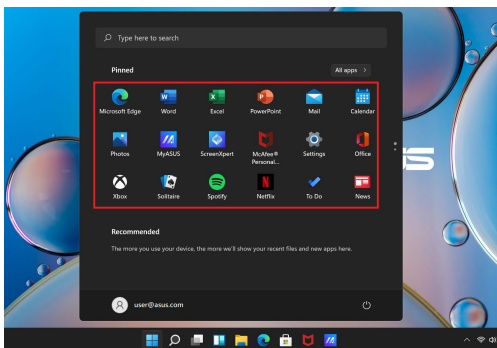 Type here to search
Pinned
All apps >
Microsoft Edge
Word
Excel
PowerPoint
Mail
Calendar
Photos
MyASUS
ScreenXpert
McAfee®
Personal...
Settings
Office
Xbox
Solitaire
Spotify
Netflix
To Do
News
Recommended
The more you use your device, the more we'll show your recent files and new apps here.
user@asus.com